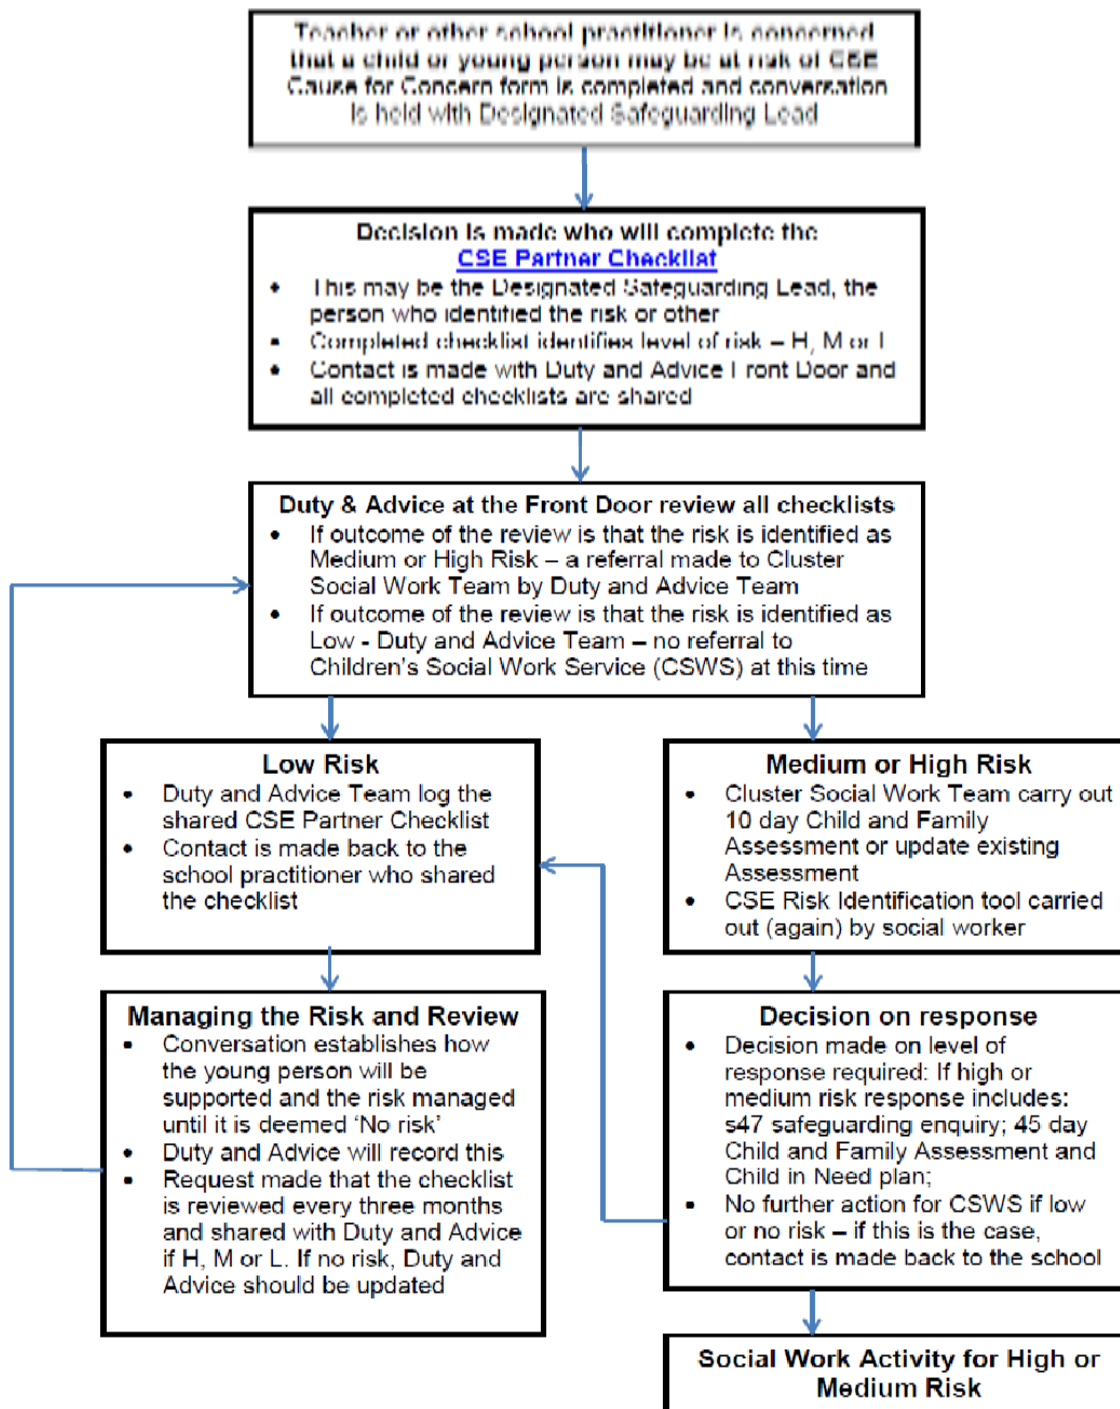 Teacher or other school practitioner is concerned
that a child or young person may be at risk of CSE
Cause for Concern form is completed and conversation
is held with Designated Safeguarding Lead
Decision is made who will complete the
CSE Partner Checklist
• This may be the Designated Safeguarding Lead, the
person who identified the risk or other
• Completed checklist identifies level of risk – H, M or L
• Contact is made with Duty and Advice Front Door and
all completed checklists are shared
Duty & Advice at the Front Door review all checklists
• If outcome of the review is that the risk is identified as
Medium or High Risk – a referral made to Cluster
Social Work Team by Duty and Advice Team
• If outcome of the review is that the risk is identified as
Low - Duty and Advice Team – no referral to
Children's Social Work Service (CSWS) at this time
Low Risk
• Duty and Advice Team log the
shared CSE Partner Checklist
• Contact is made back to the
school practitioner who shared
the checklist
Medium or High Risk
• Cluster Social Work Team carry out
10 day Child and Family
Assessment or update existing
Assessment
• CSE Risk Identification tool carried
out (again) by social worker
Managing the Risk and Review
• Conversation establishes how
the young person will be
supported and the risk managed
until it is deemed 'No risk'
• Duty and Advice will record this
• Request made that the checklist
is reviewed every three months
and shared with Duty and Advice
if H, M or L. If no risk, Duty and
Advice should be updated
Decision on response
• Decision made on level of
response required: If high or
medium risk response includes:
s47 safeguarding enquiry; 45 day
Child and Family Assessment and
Child in Need plan;
• No further action for CSWS if low
or no risk – if this is the case,
contact is made back to the school
Social Work Activity for High or
Medium Risk